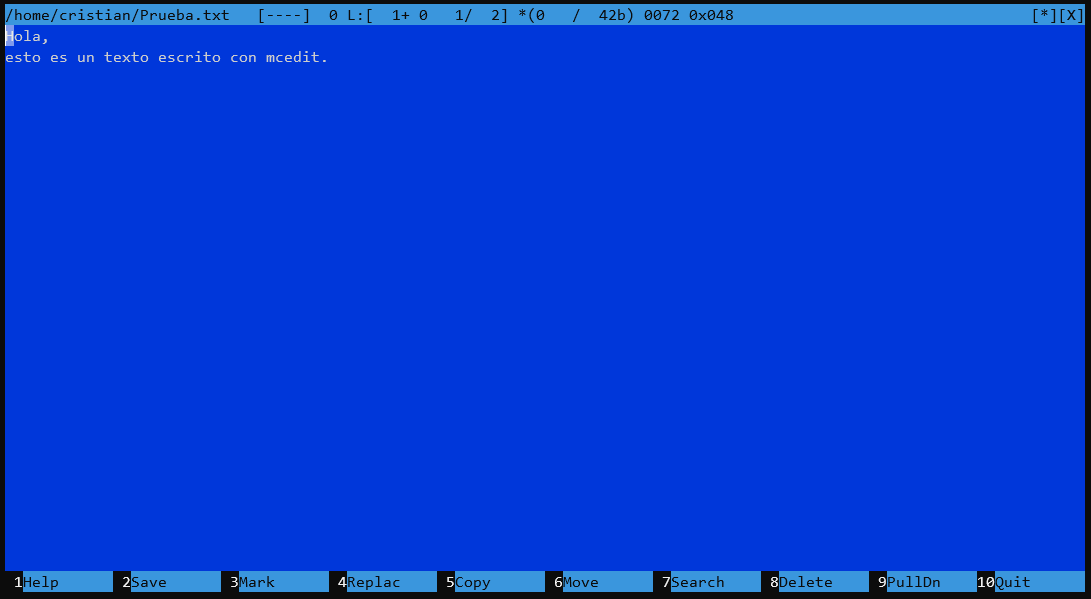 /home/cristian/Prueba.txt   [----]  0 L:[  1+ 0   1/  2] *(0   /  42b) 0072 0x048                                 [*][X]
Hola,
esto es un texto escrito con mcedit.
1Help 2Save 3Mark 4Replac 5Copy 6Move 7Search 8Delete 9PullDn 10Quit